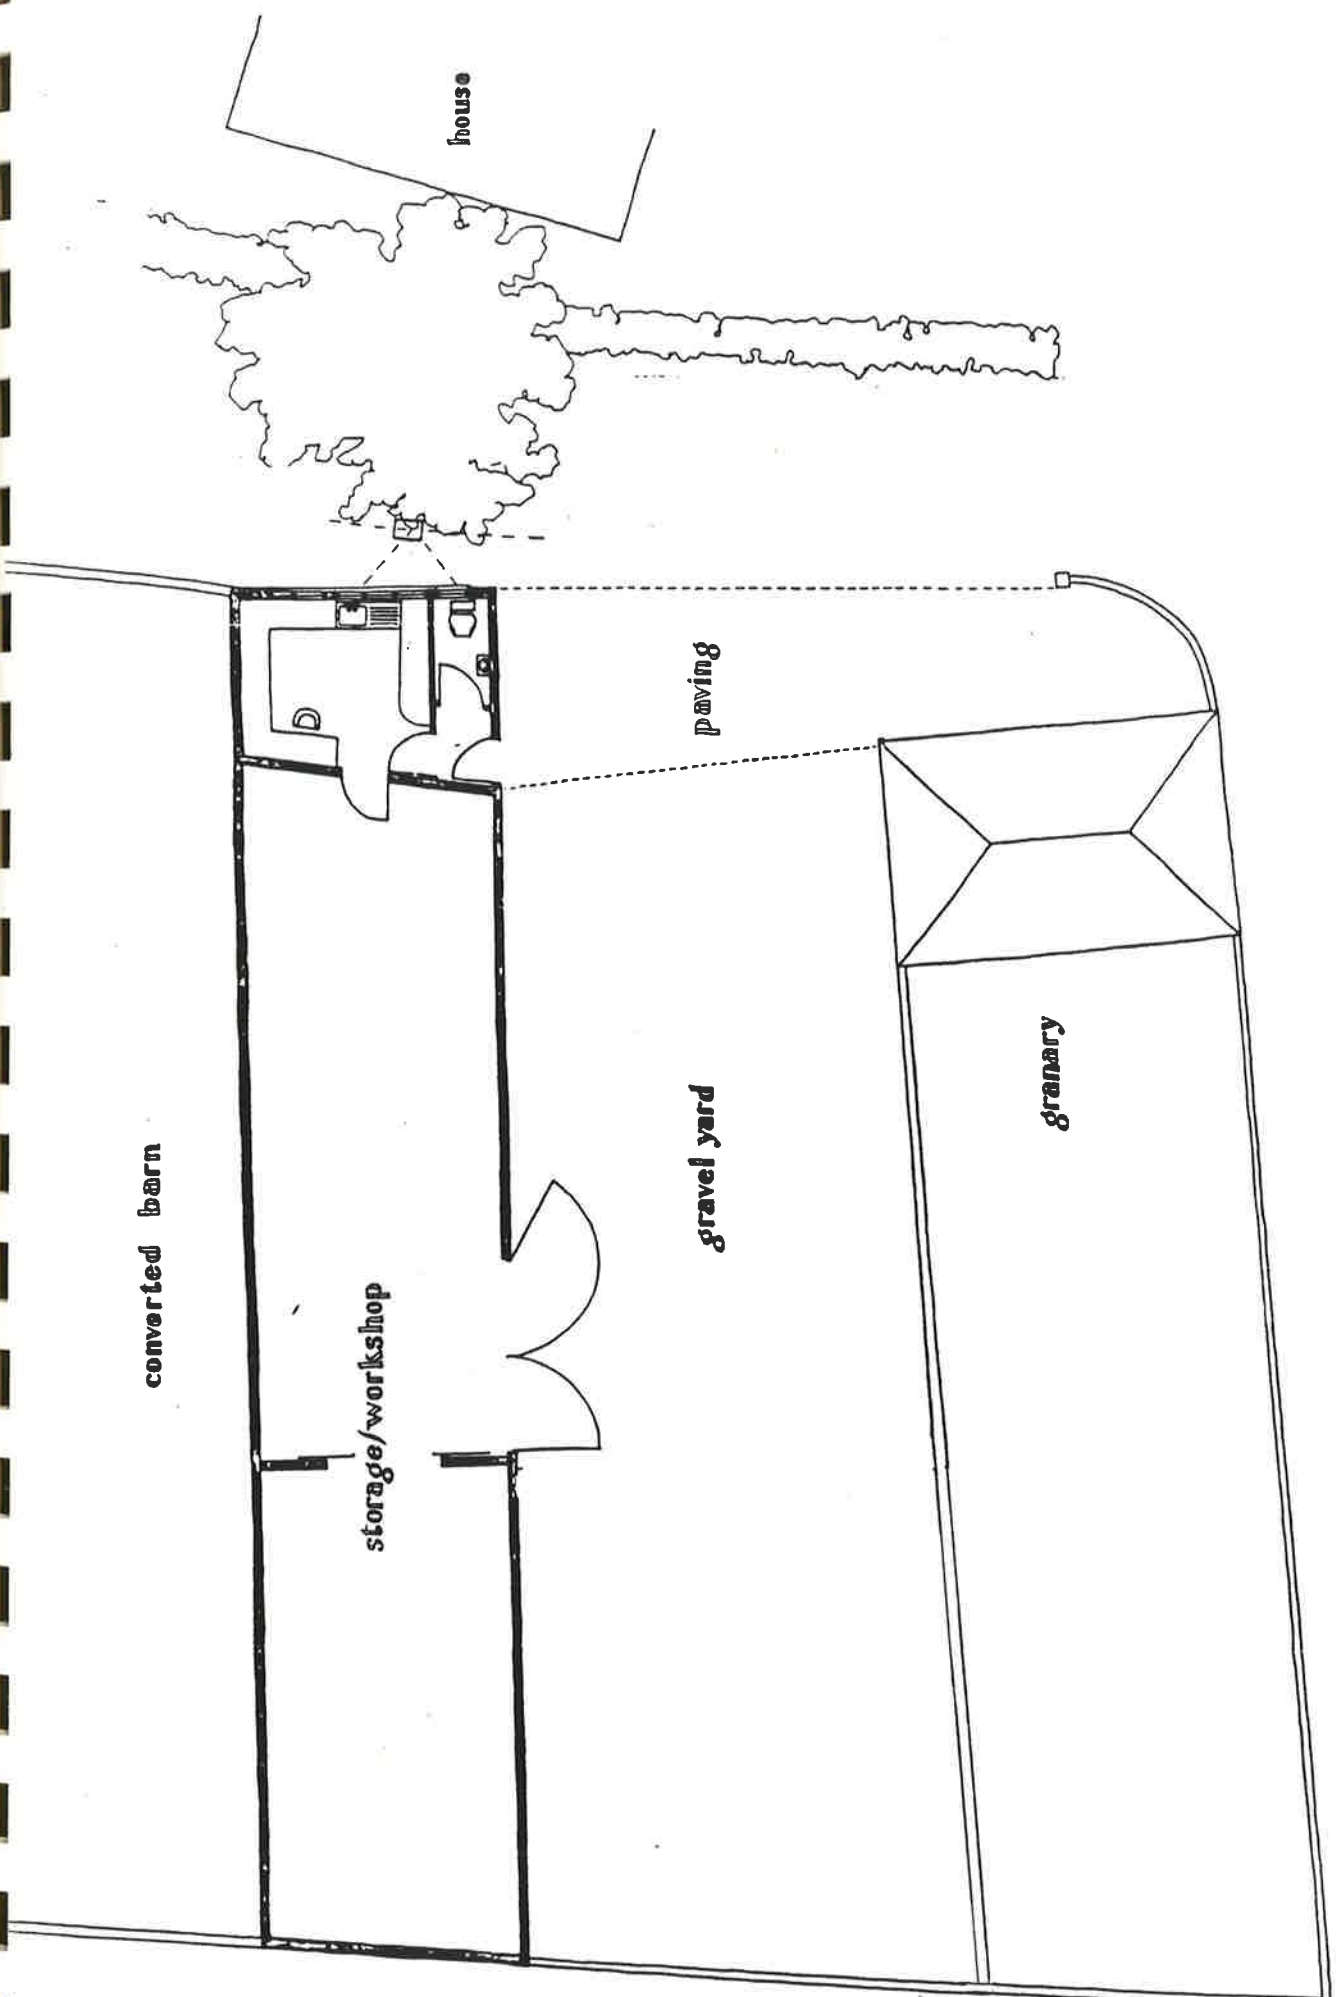 house
paving
gravel yard
granary
converted barn
storage/workshop